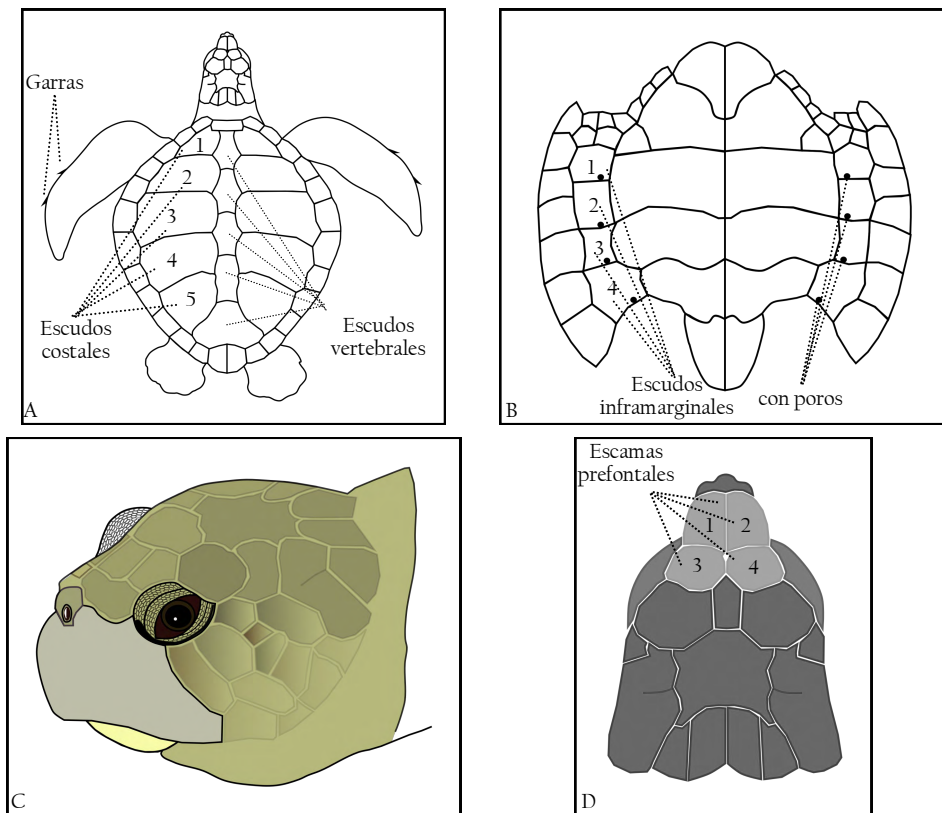 Garras
1
2
3
4
5
Escudos
costales
Escudos
vertebrales
A
1
2
3
4
Escudos
inframarginales
con poros
B
C
Escamas
prefontales
1
2
3
4
D